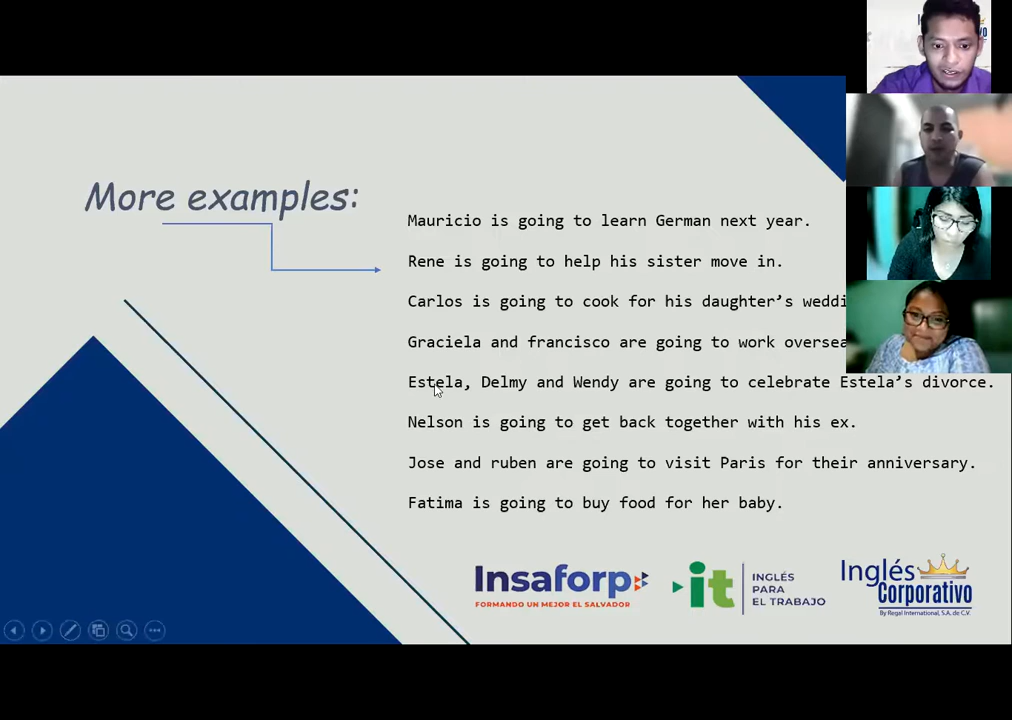 More examples:
Mauricio is going to learn German next year.
Rene is going to help his sister move in.
Carlos is going to cook for his daughter’s
Graciela and francisco are going to work
Estela, Delmy and Wendy are going to celebrate Estela’s divorce.
Nelson is going to get back together with his ex.
Jose and ruben are going to visit Paris for their anniversary.
Fatima is going to buy food for her baby.
Insaforp
FORMANDO UN MEJOR EL SALVADOR
it
INGLÉS
PARA
EL TRABAJO
Inglés
Corporativo
By Regal International, S.A. de C.V.